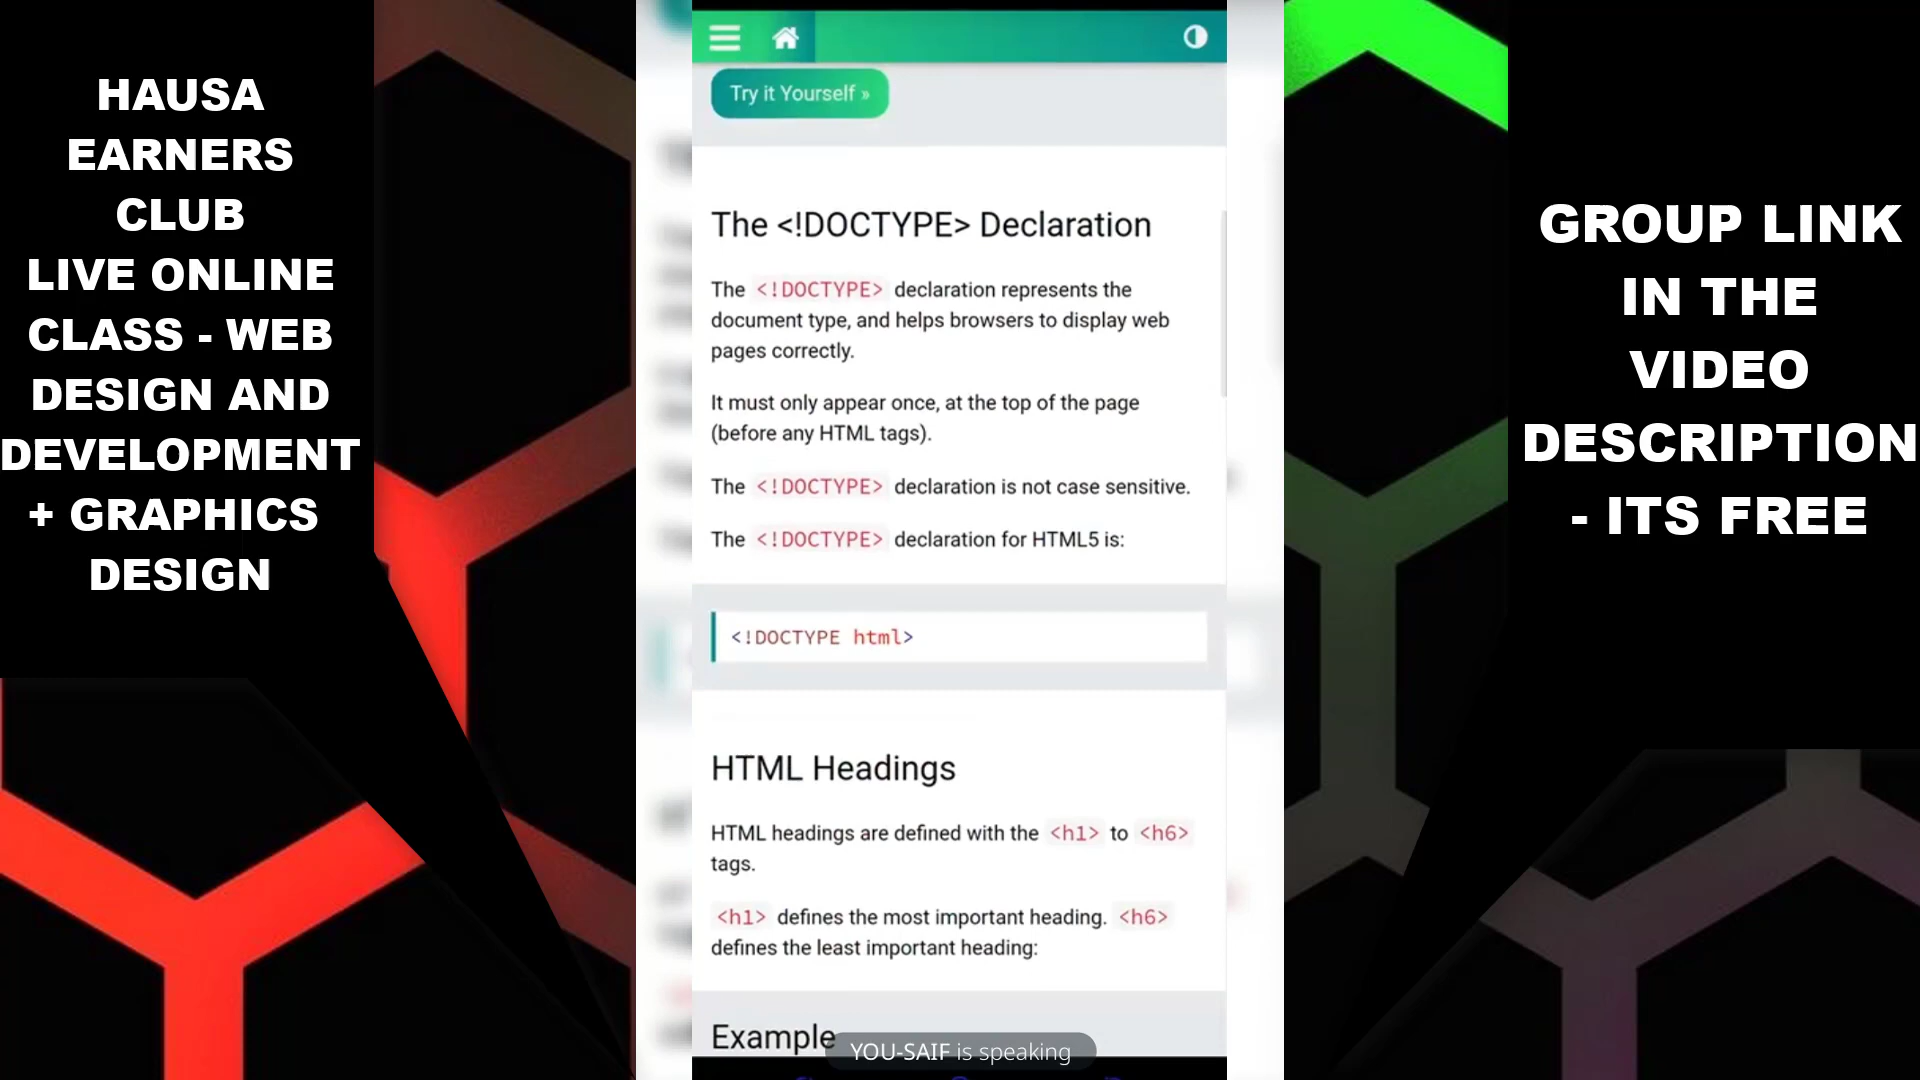 HAUSA
EARNERS
CLUB
LIVE ONLINE
CLASS - WEB
DESIGN AND
DEVELOPMENT
+ GRAPHICS
DESIGN
Try it Yourself »
The <!DOCTYPE> Declaration
The <!DOCTYPE> declaration represents the
document type, and helps browsers to display web
pages correctly.
It must only appear once, at the top of the page
(before any HTML tags).
The <!DOCTYPE> declaration is not case sensitive.
The <!DOCTYPE> declaration for HTML5 is:
<!DOCTYPE html>
HTML Headings
HTML headings are defined with the <h1> to <h6>
tags.
<h1> defines the most important heading. <h6>
defines the least important heading:
Example
YOU-SAIF is speaking
GROUP LINK
IN THE
VIDEO
DESCRIPTION
- ITS FREE